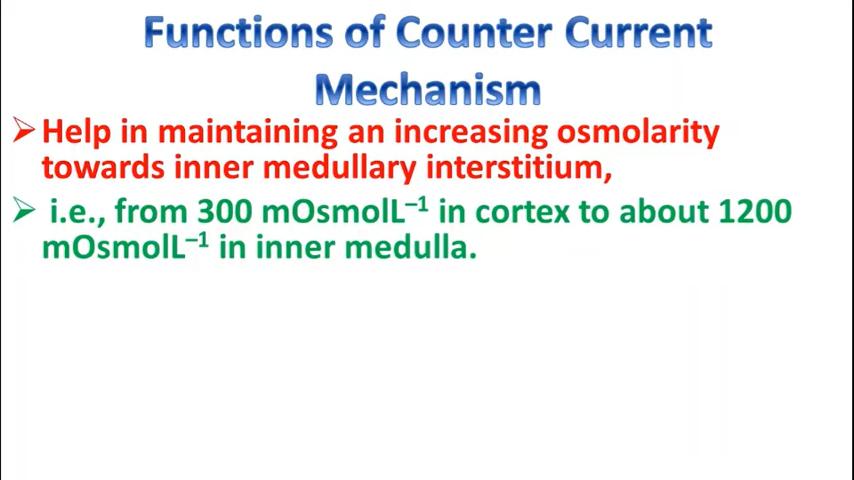 Functions of Counter Current
Mechanism
➢ Help in maintaining an increasing osmolarity
towards inner medullary interstitium,
➢ i.e., from 300 mOsmolL⁻¹ in cortex to about 1200
mOsmolL⁻¹ in inner medulla.